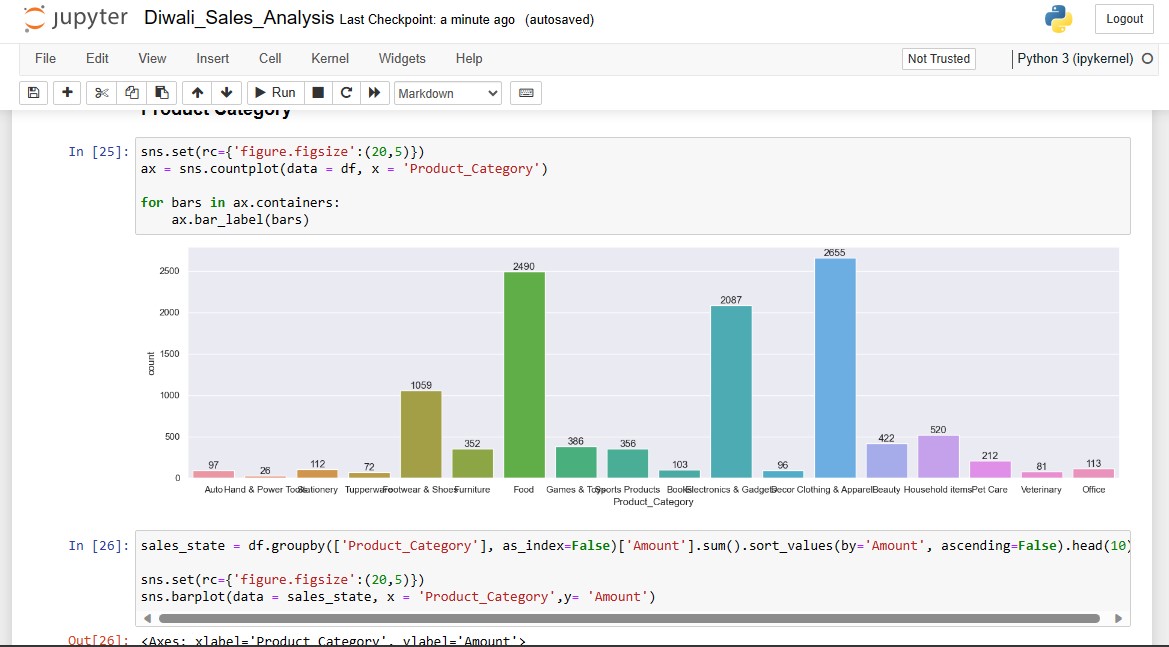 jupyter Diwali_Sales_Analysis Last Checkpoint: a minute ago (autosaved)
Logout
File Edit View Insert Cell Kernel Widgets Help
Not Trusted
Python 3 (ipykernel)
Run
Markdown
Product Category
In [25]:
sns.set(rc={'figure.figsize':(20,5)})
ax = sns.countplot(data = df, x = 'Product_Category')
for bars in ax.containers:
    ax.bar_label(bars)
2500
2000
1500
1000
500
0
count
97 26 112 72 1059 352 2490 386 356 103 2087 96 2655 422 520 212 81 113
Auto Hand & Power Tools Stationery Tupperware Footwear & Shoes Furniture Food Games & Toys Sports Products Books Electronics & Gadgets Decor Clothing & Apparel Beauty Household items Pet Care Veterinary Office
Product_Category
In [26]:
sales_state = df.groupby(['Product_Category'], as_index=False)['Amount'].sum().sort_values(by='Amount', ascending=False).head(10)
sns.set(rc={'figure.figsize':(20,5)})
sns.barplot(data = sales_state, x = 'Product_Category',y= 'Amount')
Out[26]: <Axes: xlabel='Product_Category', ylabel='Amount'>